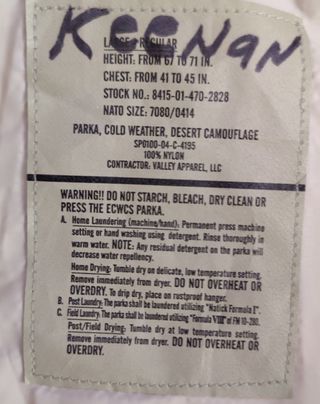 KEENAN
LARGE-REGULAR
HEIGHT: FROM 67 TO 71 IN.
CHEST: FROM 41 TO 45 IN.
STOCK NO.: 8415-01-470-2828
NATO SIZE: 7080/0414
PARKA, COLD WEATHER, DESERT CAMOUFLAGE
SPO100-04-C-4195
100% NYLON
CONTRACTOR: VALLEY APPAREL, LLC
WARNING!! DO NOT STARCH, BLEACH, DRY CLEAN OR
PRESS THE ECWCS PARKA.
A. Home Laundering (machine/hand): Permanent press machine
setting or hand washing using detergent. Rinse thoroughly in
warm water. NOTE: Any residual detergent on the parka will
decrease water repellency.
Home Drying: Tumble dry on delicate, low temperature setting.
Remove immediately from dryer. DO NOT OVERHEAT OR
OVERDRY. To drip dry, place on rustproof hanger.
B. Post Laundry: The parka shall be laundered utilizing "Natick Formula I".
C. Field Laundry: The parka shall be laundered utilizing "Formula VIII" of FM 10-280.
Post/Field Drying: Tumble dry at low temperature setting.
Remove immediately from dryer. DO NOT OVERHEAT OR
OVERDRY.